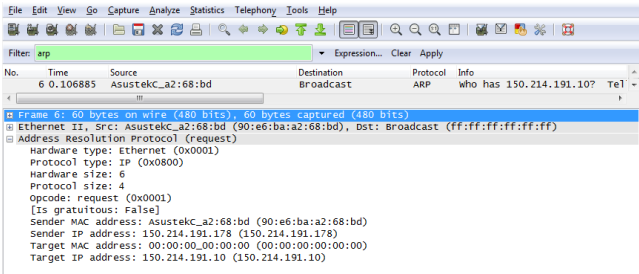 File Edit View Go Capture Analyze Statistics Telephony Tools Help
Filter: arp Expression... Clear Apply
No. Time Source Destination Protocol Info
6 0.106885 AsustekC_a2:68:bd Broadcast ARP Who has 150.214.191.10? Tell
Frame 6: 60 bytes on wire (480 bits), 60 bytes captured (480 bits)
Ethernet II, Src: AsustekC_a2:68:bd (90:e6:ba:a2:68:bd), Dst: Broadcast (ff:ff:ff:ff:ff:ff)
Address Resolution Protocol (request)
Hardware type: Ethernet (0x0001)
Protocol type: IP (0x0800)
Hardware size: 6
Protocol size: 4
Opcode: request (0x0001)
[Is gratuitous: False]
Sender MAC address: AsustekC_a2:68:bd (90:e6:ba:a2:68:bd)
Sender IP address: 150.214.191.178 (150.214.191.178)
Target MAC address: 00:00:00_00:00:00 (00:00:00:00:00:00)
Target IP address: 150.214.191.10 (150.214.191.10)